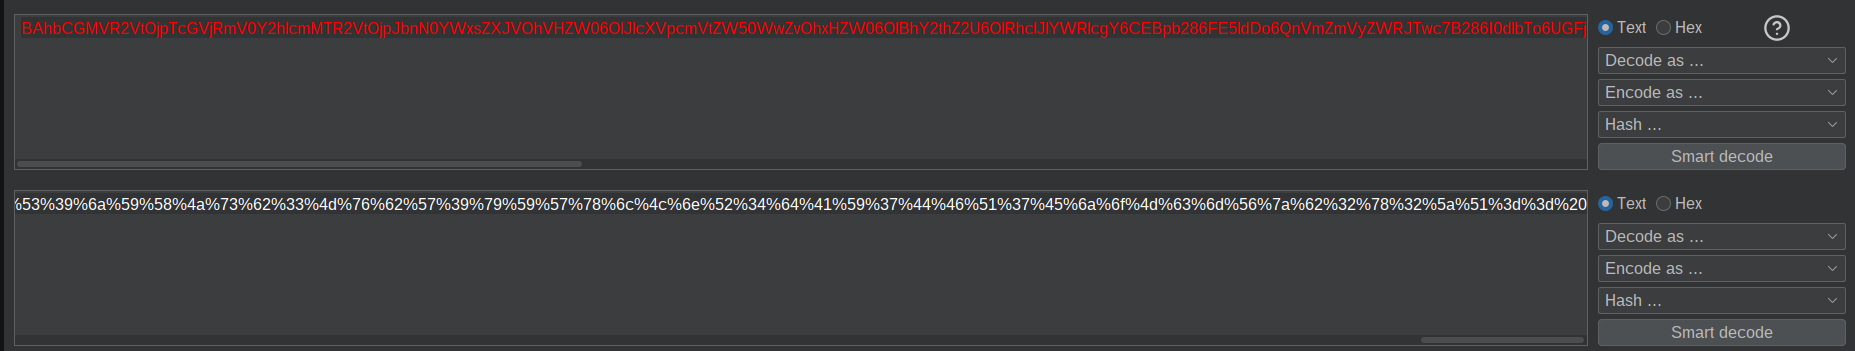 BAhbCGMVR2VtOjpTcGVjRmV0Y2hlcmMTR2VtOjpJbnN0YWxsZXJVOhVHZW06OlJlcXVpcmVtZW50WwZvOhxHZW06OlBhY2thZ2U6OlRhclJlYWRlcgY6CEBpb286FE5ldDo6QnVmZmVyZWRJTwc7B286I0dlbTo6UGFj
Text
Hex
Decode as ...
Encode as ...
Hash ...
Smart decode
%53%39%6a%59%58%4a%73%62%33%4d%76%62%57%39%79%59%57%78%6c%4c%6e%52%34%64%41%59%37%44%46%51%37%45%6a%6f%4d%63%6d%56%7a%62%32%78%32%5a%51%3d%3d%20
Text
Hex
Decode as ...
Encode as ...
Hash ...
Smart decode